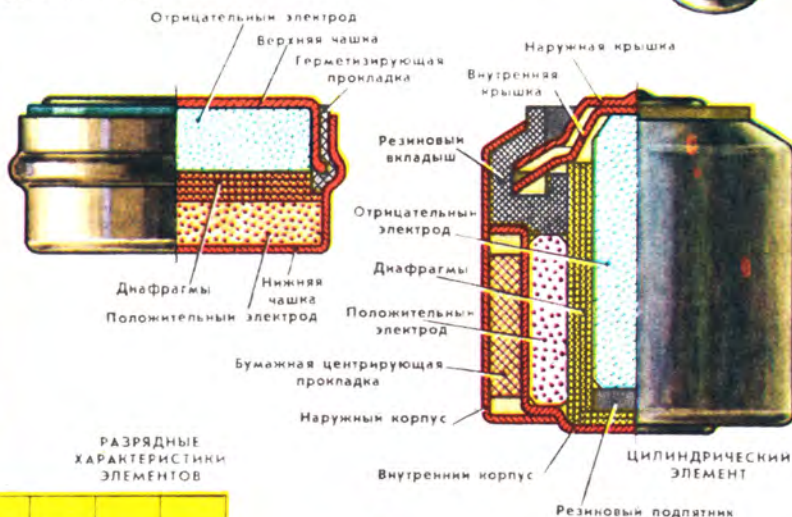 Отрицательный электрод
Верхняя чашка
Герметизирующая
прокладка
Диафрагмы
Нижняя
чашка
Положительный электрод
Наружная крышка
Внутренняя
крышка
Резиновый
вкладыш
Отрицательный
электрод
Диафрагмы
Положительный
электрод
Бумажная центрирующая
прокладка
Наружный корпус
Внутренний корпус
Резиновый подпятник
ЦИЛИНДРИЧЕСКИЙ
ЭЛЕМЕНТ
РАЗРЯДНЫЕ
ХАРАКТЕРИСТИКИ
ЭЛЕМЕНТОВ